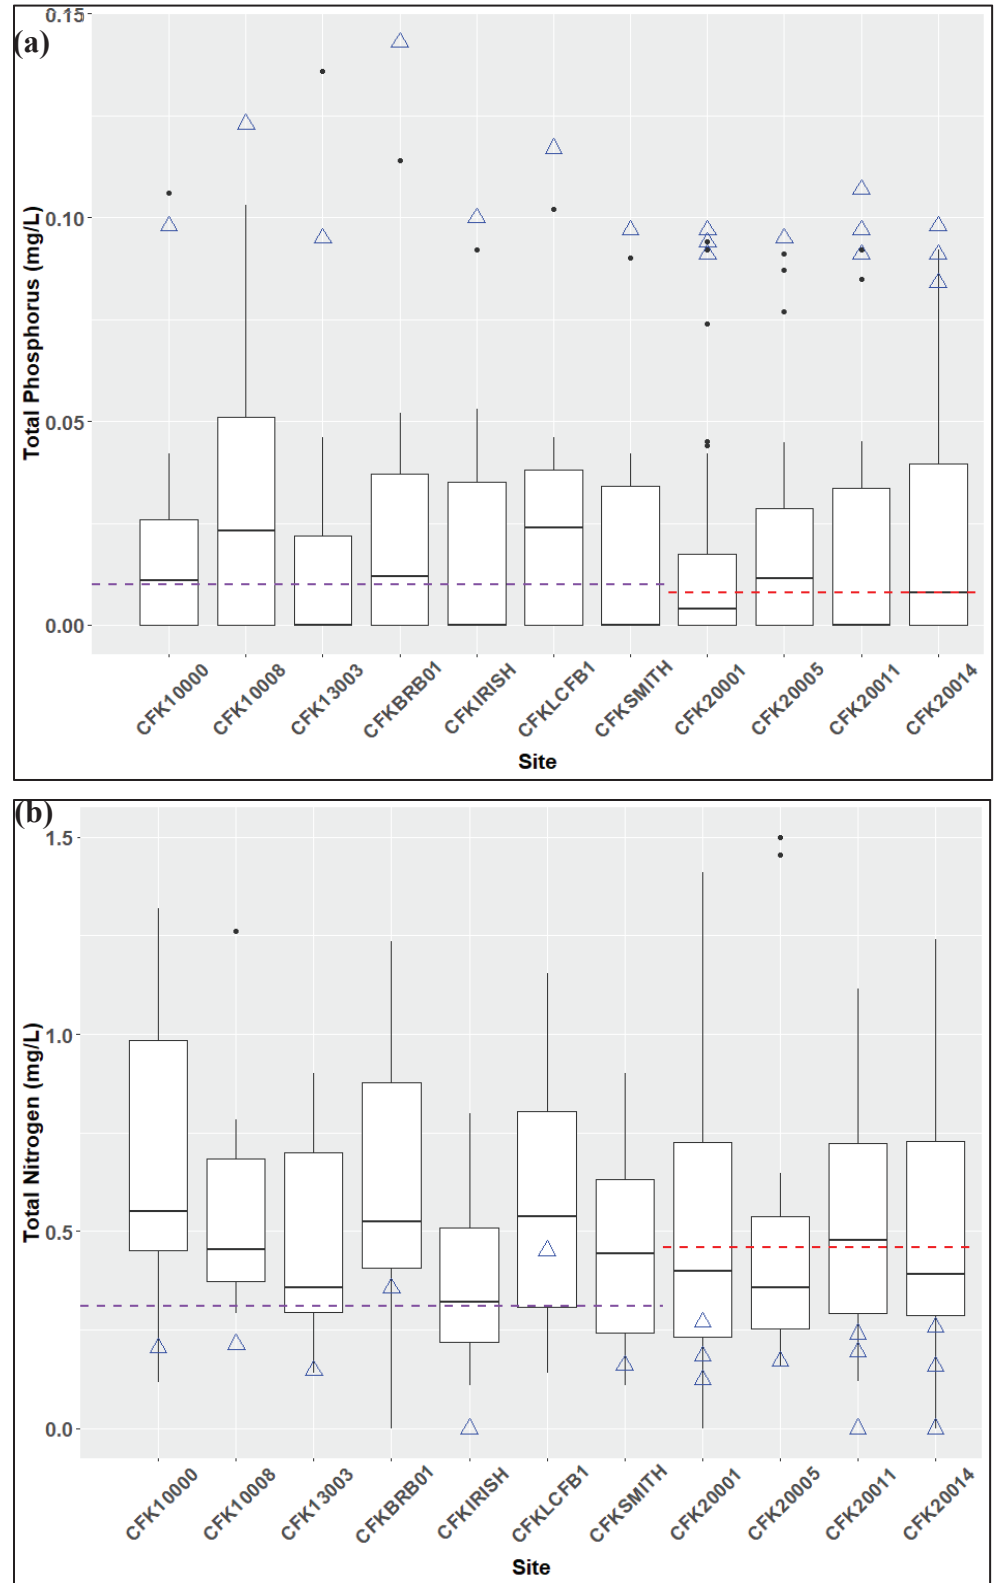 (a)
Total Phosphorus (mg/L)
0.15
0.10
0.05
0.00
CFK10000
CFK10008
CFK13003
CFKBRB01
CFKIRISH
CFKLCFB1
CFKSMITH
CFK20001
CFK20005
CFK20011
CFK20014
Site
(b)
Total Nitrogen (mg/L)
1.5
1.0
0.5
0.0
CFK10000
CFK10008
CFK13003
CFKBRB01
CFKIRISH
CFKLCFB1
CFKSMITH
CFK20001
CFK20005
CFK20011
CFK20014
Site